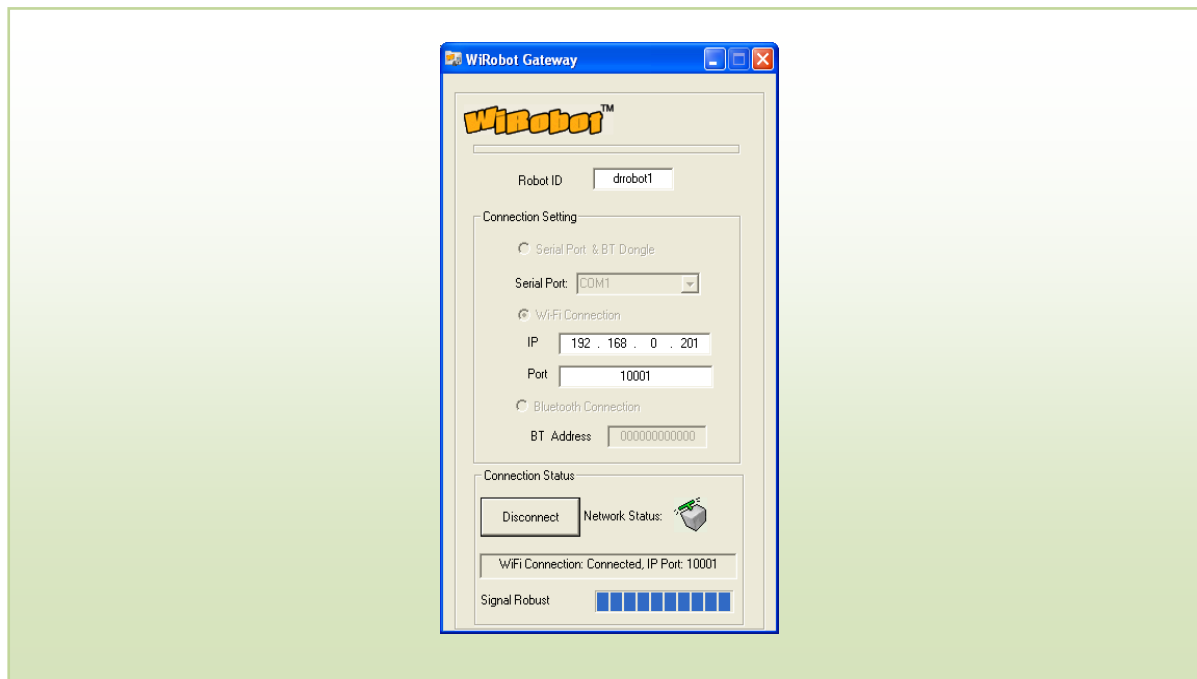 WiRobot Gateway
WiRobot™
Robot ID drrobot1
Connection Setting
Serial Port & BT Dongle
Serial Port: COM1
Wi-Fi Connection
IP 192 . 168 . 0 . 201
Port 10001
Bluetooth Connection
BT Address 000000000000
Connection Status
Disconnect Network Status:
WiFi Connection: Connected, IP Port: 10001
Signal Robust